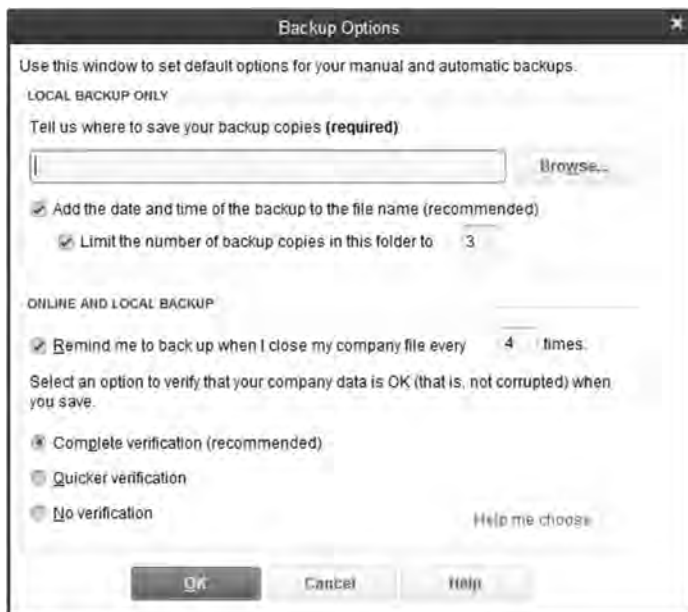 Backup Options
Use this window to set default options for your manual and automatic backups.
LOCAL BACKUP ONLY
Tell us where to save your backup copies (required)
Browse...
Add the date and time of the backup to the file name (recommended)
Limit the number of backup copies in this folder to 3
ONLINE AND LOCAL BACKUP
Remind me to back up when I close my company file every 4 times.
Select an option to verify that your company data is OK (that is, not corrupted) when
you save.
Complete verification (recommended)
Quicker verification
No verification
Help me choose
OK Cancel Help